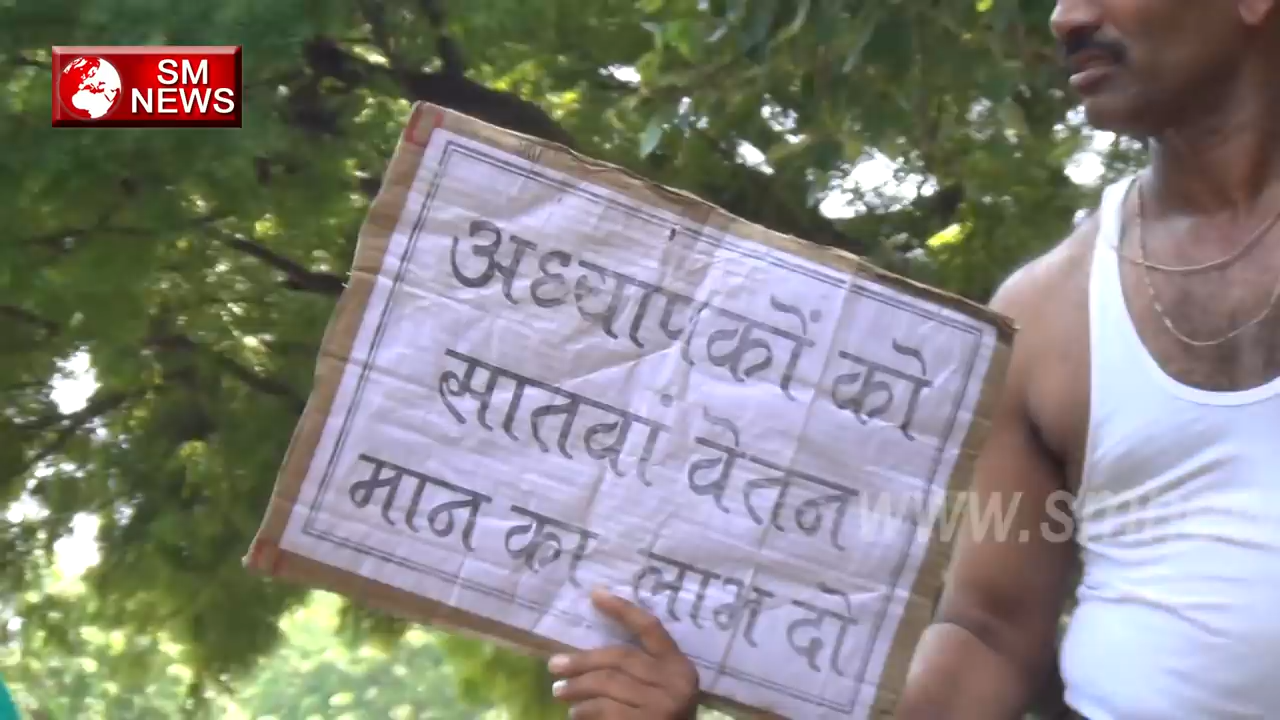 SM
NEWS
अध्यापकों को
सातवां वेतन
मान का लाभ दो